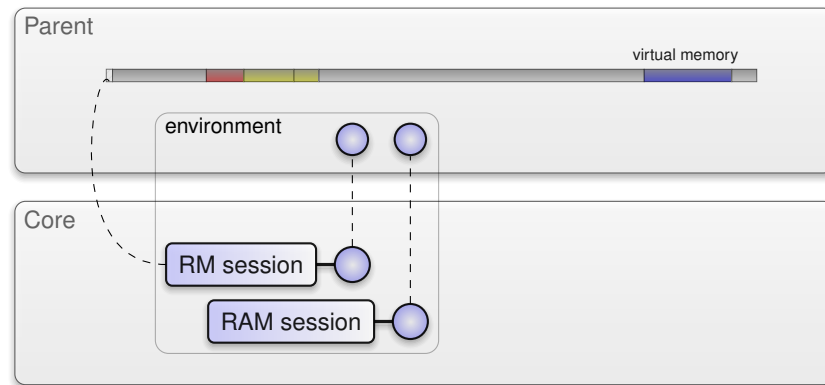 Parent
virtual memory
environment
Core
RM session
RAM session